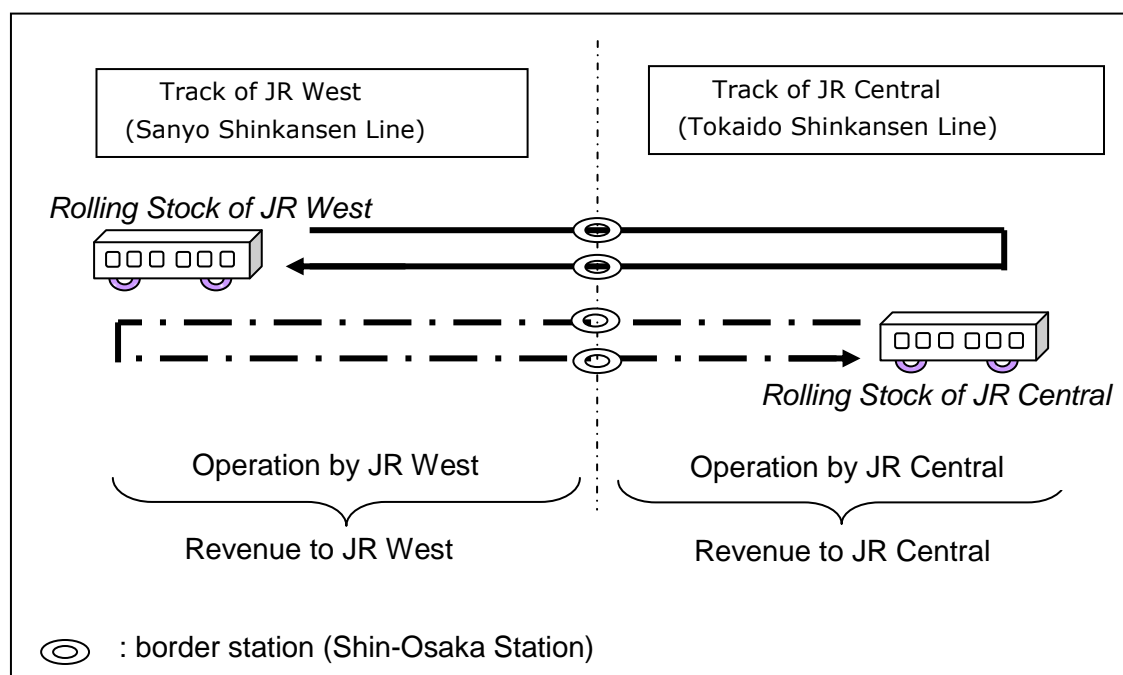 Track of JR West
(Sanyo Shinkansen Line)
Track of JR Central
(Tokaido Shinkansen Line)
Rolling Stock of JR West
Rolling Stock of JR Central
Operation by JR West
Operation by JR Central
Revenue to JR West
Revenue to JR Central
: border station (Shin-Osaka Station)